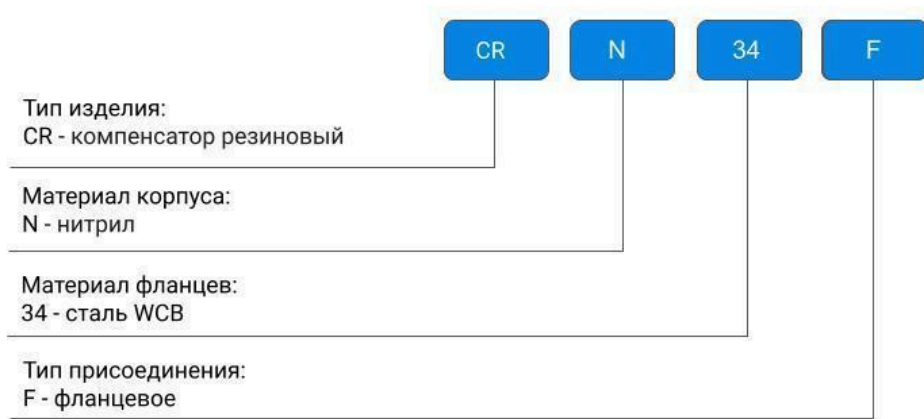 CR N 34 F
Тип изделия:
CR - компенсатор резиновый
Материал корпуса:
N - нитрил
Материал фланцев:
34 - сталь WCB
Тип присоединения:
F - фланцевое